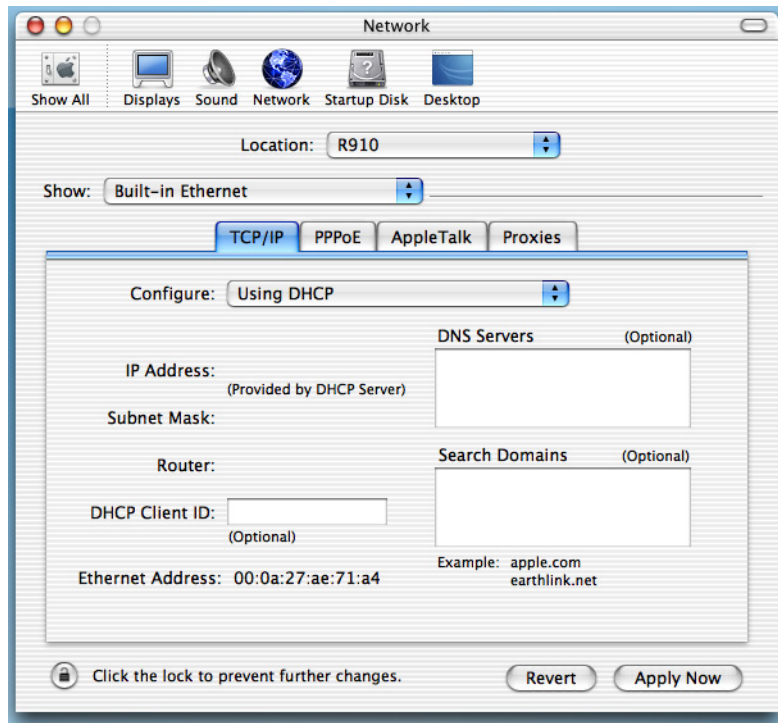 Network
Show All Displays Sound Network Startup Disk Desktop
Location: R910
Show: Built-in Ethernet
TCP/IP PPPoE AppleTalk Proxies
Configure: Using DHCP
DNS Servers (Optional)
IP Address:
(Provided by DHCP Server)
Subnet Mask:
Search Domains (Optional)
Router:
DHCP Client ID:
(Optional)
Example: apple.com
earthlink.net
Ethernet Address: 00:0a:27:ae:71:a4
Click the lock to prevent further changes.
Revert Apply Now